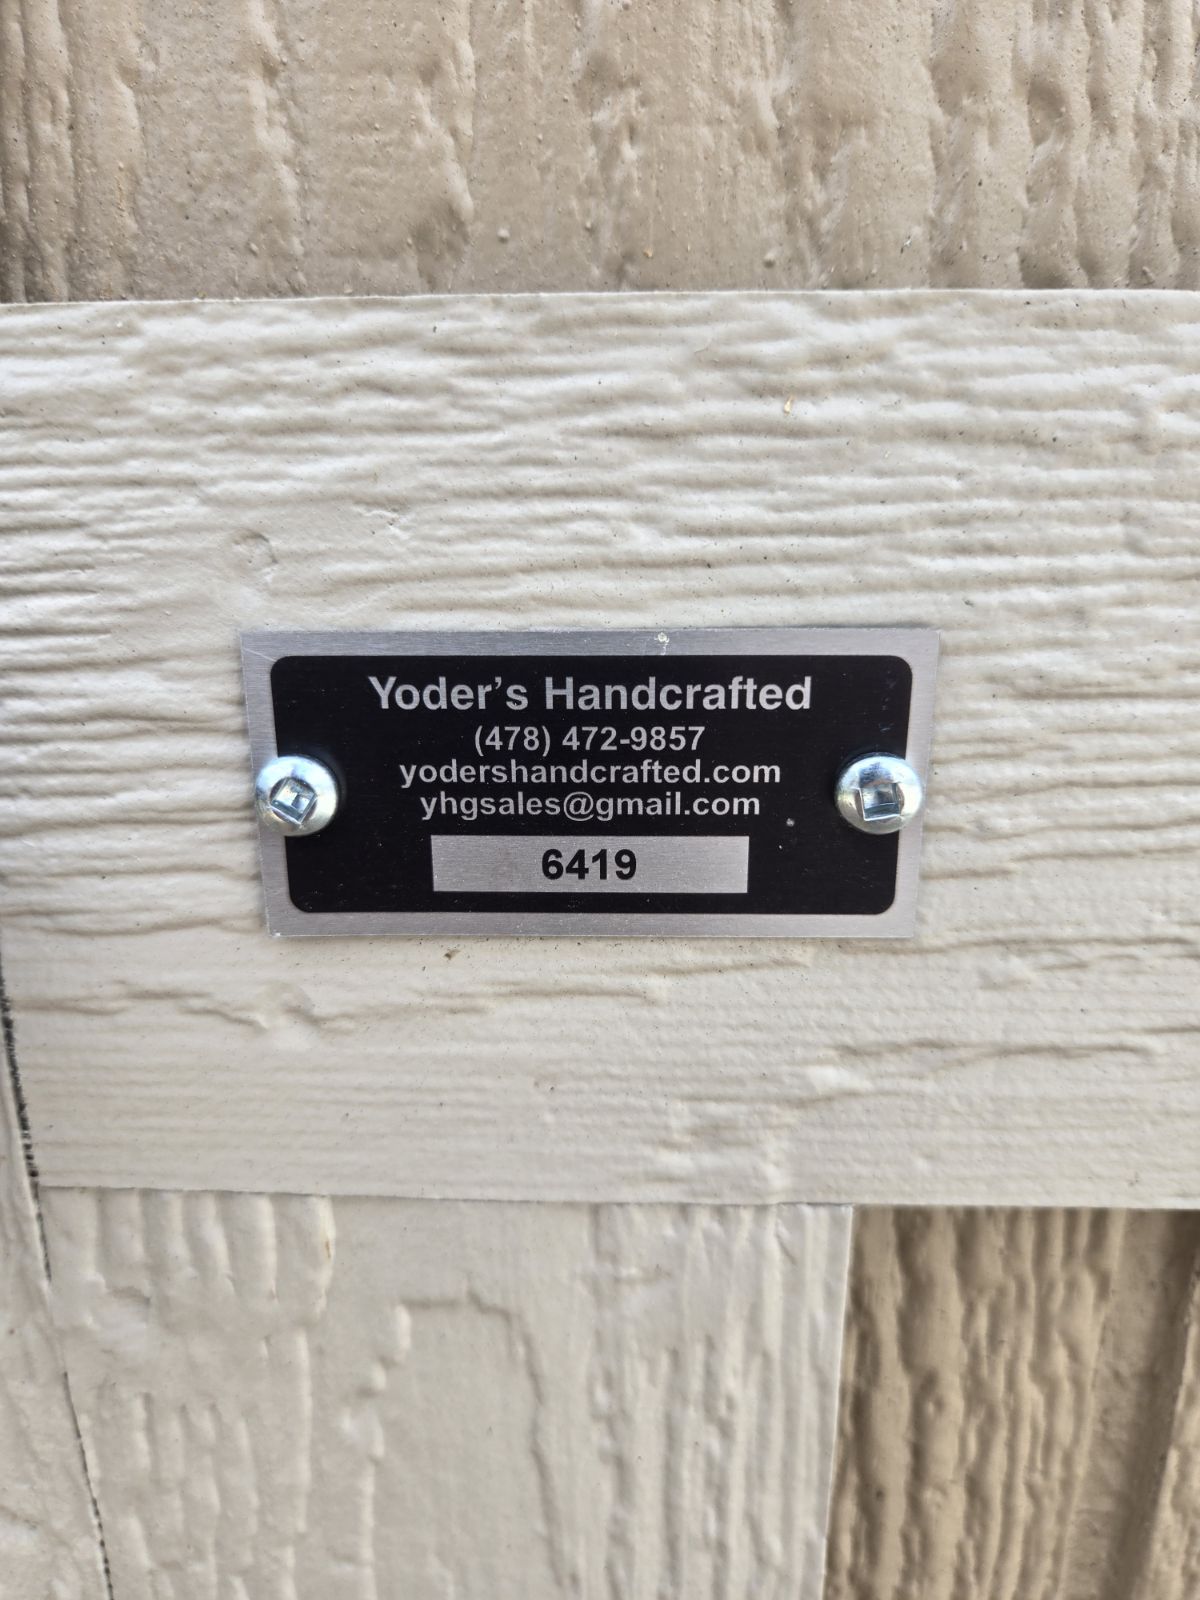 Yoder's Handcrafted
(478) 472-9857
yodershandcrafted.com
yhgsales@gmail.com
6419